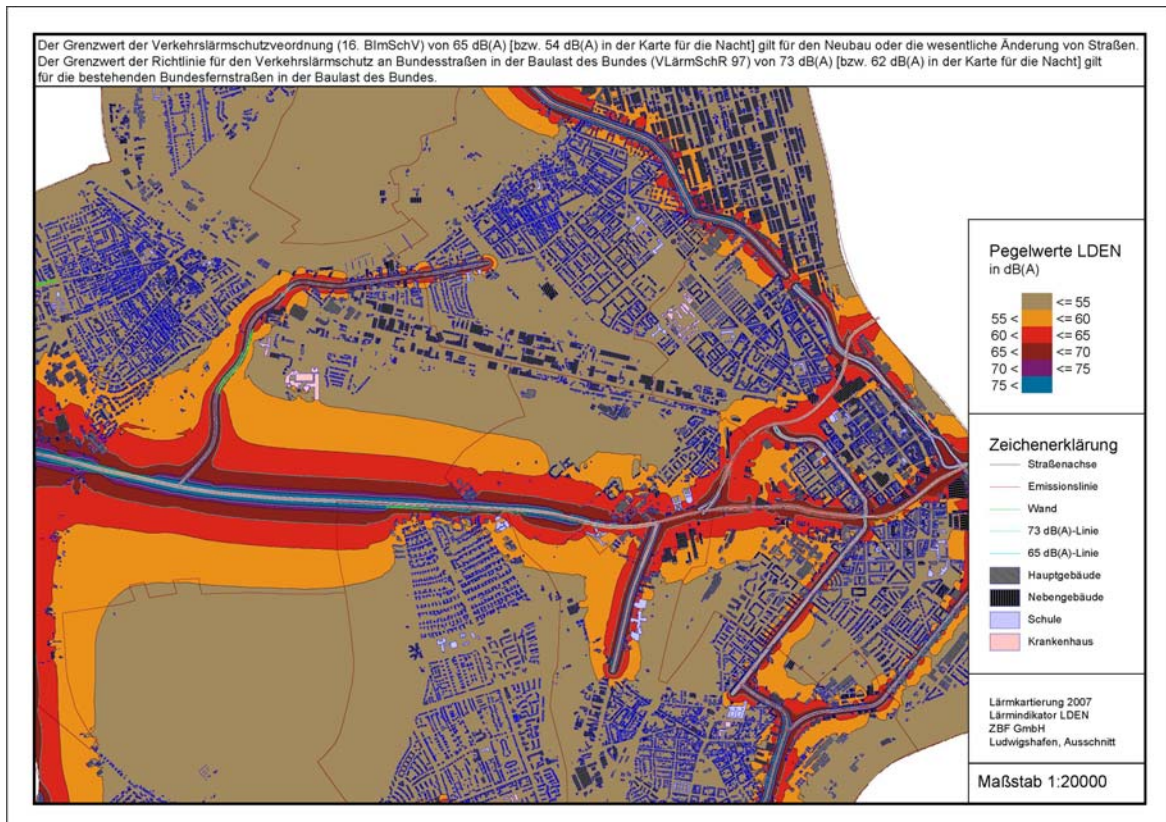 Der Grenzwert der Verkehrslärmschutzveordnung (16. BImSchV) von 65 dB(A) [bzw. 54 dB(A) in der Karte für die Nacht] gilt für den Neubau oder die wesentliche Änderung von Straßen.
Der Grenzwert der Richtlinie für den Verkehrslärmschutz an Bundesstraßen in der Baulast des Bundes (VLärmSchR 97) von 73 dB(A) [bzw. 62 dB(A) in der Karte für die Nacht] gilt
für die bestehenden Bundesfernstraßen in der Baulast des Bundes.
Pegelwerte LDEN
in dB(A)
<= 55
55 < <= 60
60 < <= 65
65 < <= 70
70 < <= 75
75 <
Zeichenerklärung
Straßenachse
Emissionslinie
Wand
73 dB(A)-Linie
65 dB(A)-Linie
Hauptgebäude
Nebengebäude
Schule
Krankenhaus
Lärmkartierung 2007
Lärmindikator LDEN
ZBF GmbH
Ludwigshafen, Ausschnitt
Maßstab 1:20000